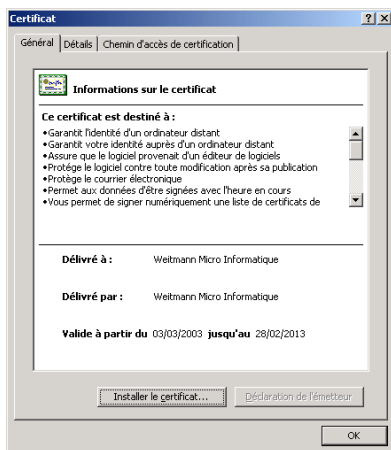 Certificat
Général Détails Chemin d'accès de certification
Informations sur le certificat
Ce certificat est destiné à :
•Garantit l'identité d'un ordinateur distant
•Garantit votre identité auprès d'un ordinateur distant
•Assure que le logiciel provenait d'un éditeur de logiciels
•Protége le logiciel contre toute modification après sa publication
•Protège le courrier électronique
•Permet aux données d'être signées avec l'heure en cours
•Vous permet de signer numériquement une liste de certificats de
Délivré à : Weitmann Micro Informatique
Délivré par : Weitmann Micro Informatique
Valide à partir du 03/03/2003 jusqu'au 28/02/2013
Installer le certificat... Déclaration de l'émetteur
OK